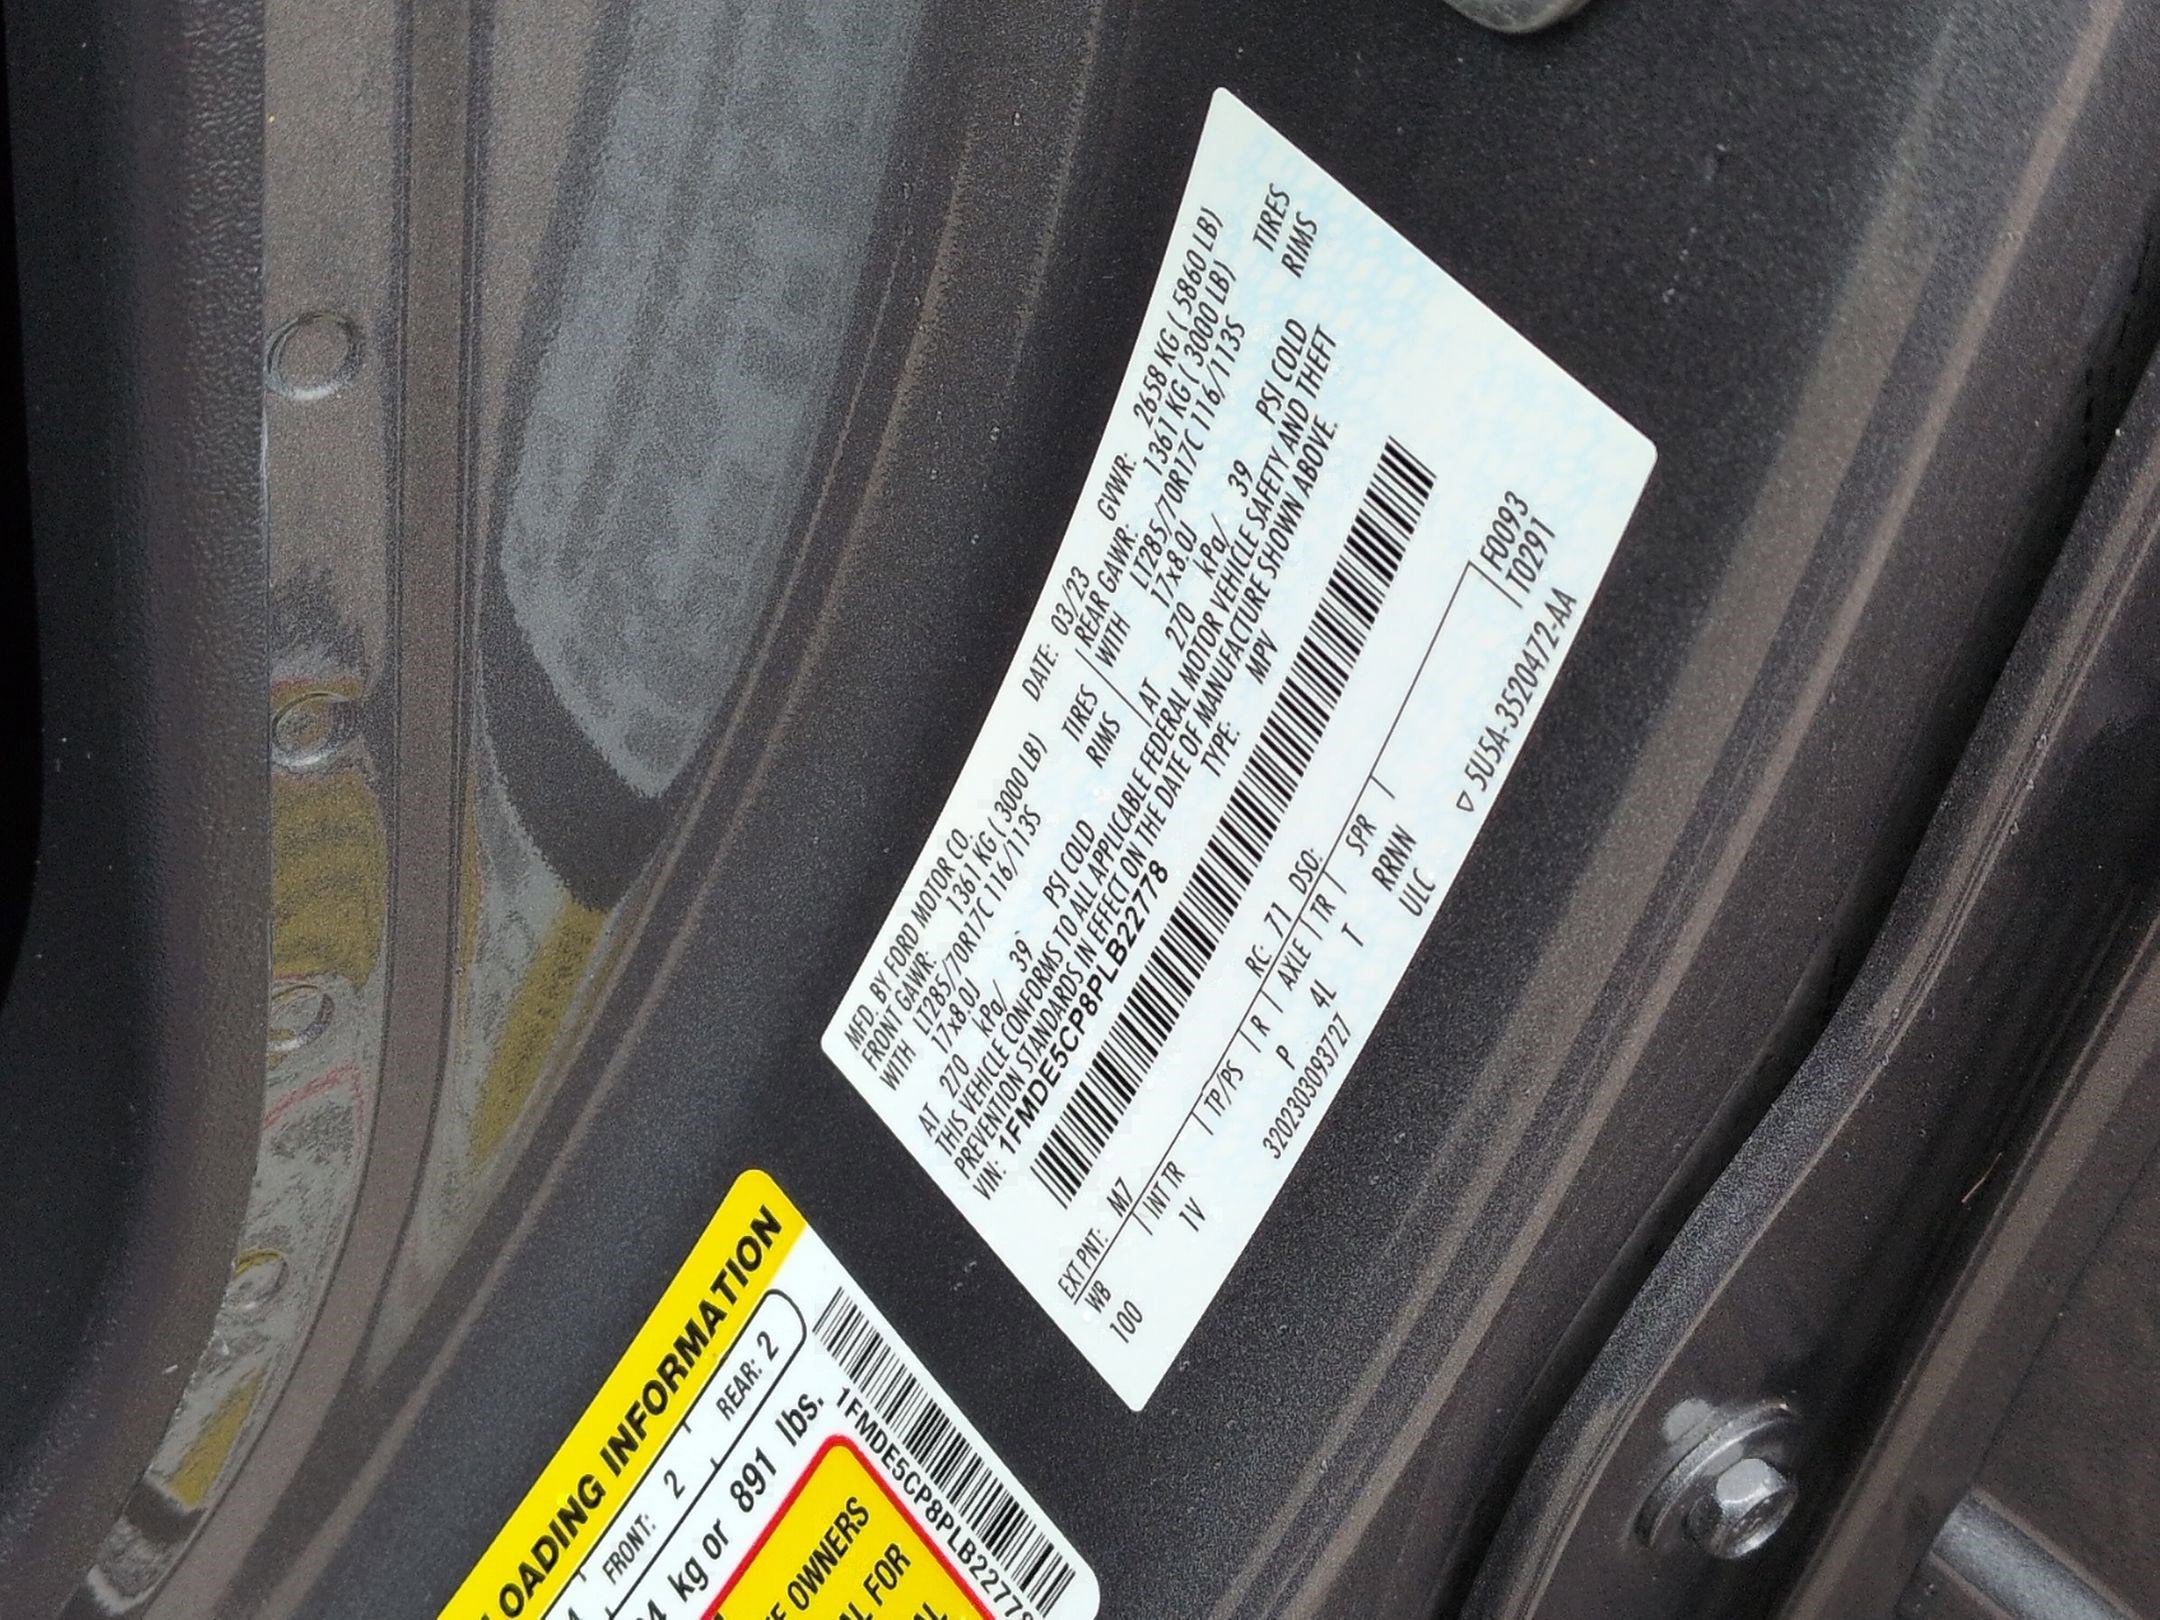 MFD. BY FORD MOTOR CO. DATE: 03/23 GVWR: 2658 KG ( 5860 LB)
FRONT GAWR: 1361 KG ( 3000 LB) REAR GAWR: 1361 KG ( 3000 LB)
WITH LT285/70R17C 116/113S TIRES WITH LT285/70R17C 116/113S TIRES
17x8.0J RIMS 17x8.0J RIMS
AT 270 kPa/ 39 PSI COLD AT 270 kPa/ 39 PSI COLD
THIS VEHICLE CONFORMS TO ALL APPLICABLE FEDERAL MOTOR VEHICLE SAFETY AND THEFT
PREVENTION STANDARDS IN EFFECT ON THE DATE OF MANUFACTURE SHOWN ABOVE.
VIN: 1FMDE5CP8PLB22778 TYPE: MPV
EXT PNT: M7 RC: 71 DSO: F0093
WB INT TR TP/PS R AXLE TR SPR T0291
100 1V P 4L T RRNN
3202303093727 ULC ▽ 5U5A-3520472-AA
LOADING INFORMATION
FRONT: 2 REAR: 2
kg or 891 lbs.
1FMDE5CP8PLB22778
OWNERS
FOR